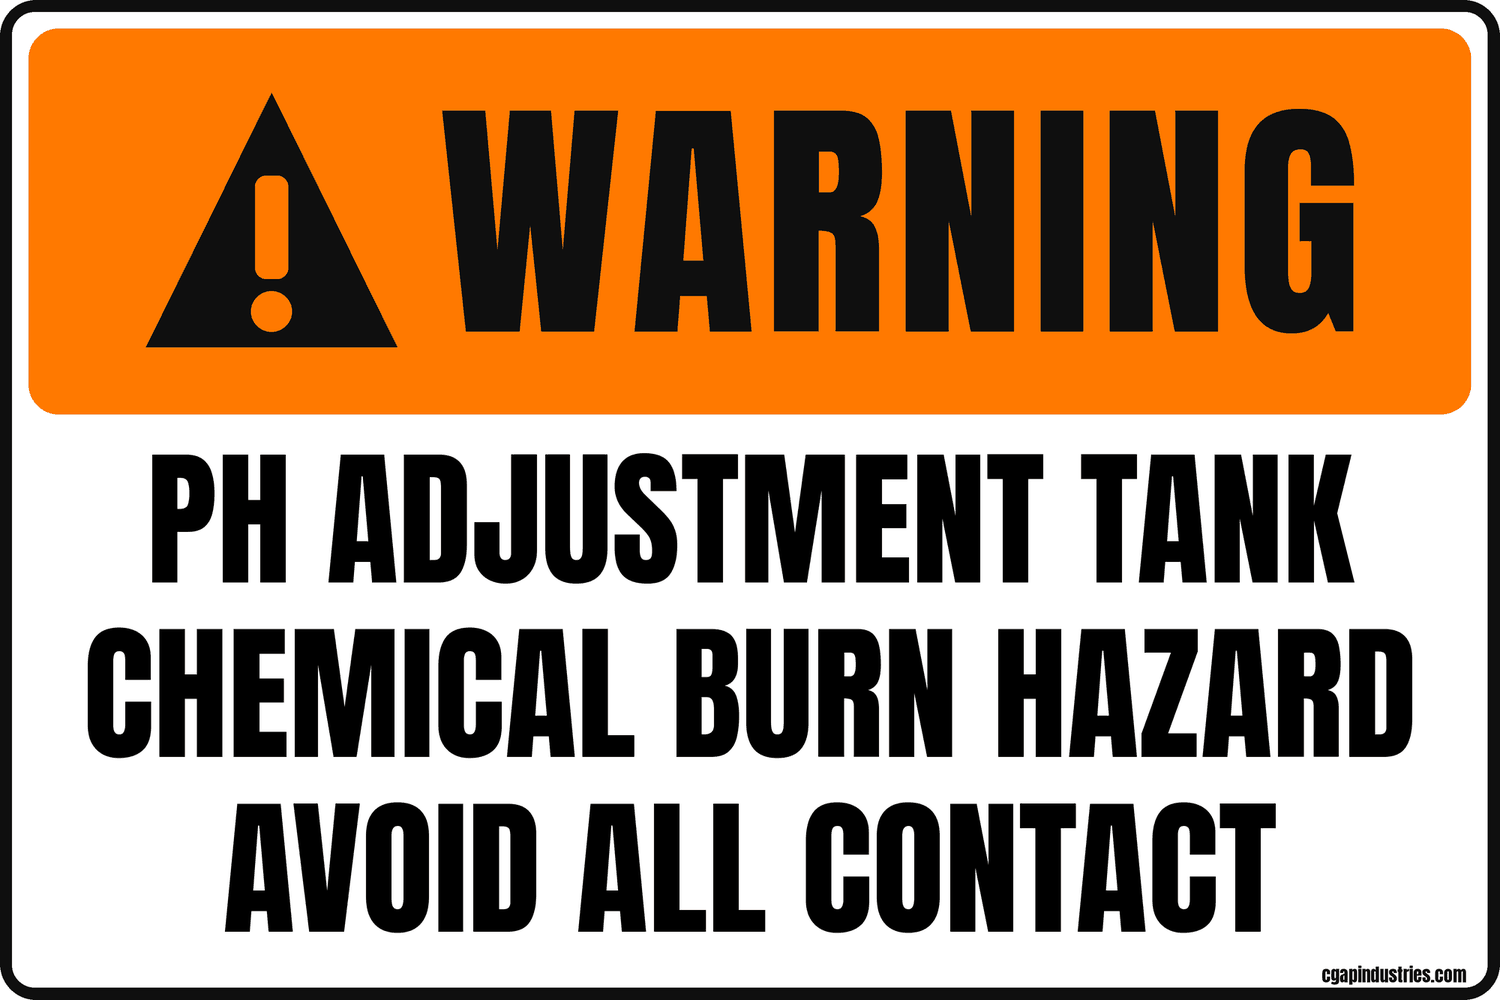 WARNING
PH ADJUSTMENT TANK
CHEMICAL BURN HAZARD
AVOID ALL CONTACT
cgapindustries.com